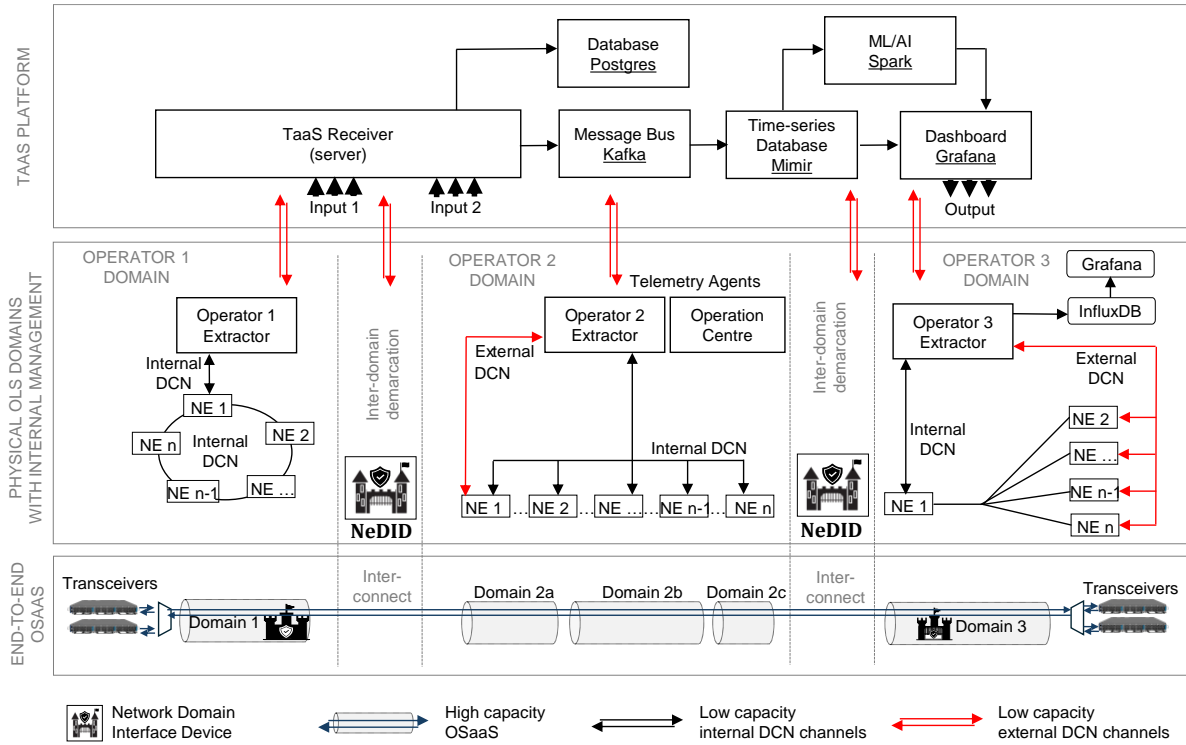 TAAS PLATFORM
Database
Postgres
ML/AI
Spark
TaaS Receiver
(server)
Message Bus
Kafka
Time-series
Database
Mimir
Dashboard
Grafana
Input 1
Input 2
Output
PHYSICAL OLS DOMAINS
WITH INTERNAL MANAGEMENT
OPERATOR 1
DOMAIN
Operator 1
Extractor
Internal
DCN
NE 1
NE 2
NE …
NE n-1
NE n
Internal
DCN
Inter-domain
demarcation
NeDID
OPERATOR 2
DOMAIN
Telemetry Agents
Operator 2
Extractor
Operation
Centre
External
DCN
Internal DCN
NE 1
…
NE 2
…
NE …
…
NE n-1
…
NE n
Inter-domain
demarcation
NeDID
OPERATOR 3
DOMAIN
Grafana
InfluxDB
Operator 3
Extractor
External
DCN
Internal
DCN
NE 1
NE 2
NE …
NE n-1
NE n
END-TO-END
OSAAS
Transceivers
Domain 1
Inter-
connect
Domain 2a
Domain 2b
Domain 2c
Inter-
connect
Domain 3
Transceivers
Network Domain
Interface Device
High capacity
OSaaS
Low capacity
internal DCN channels
Low capacity
external DCN channels